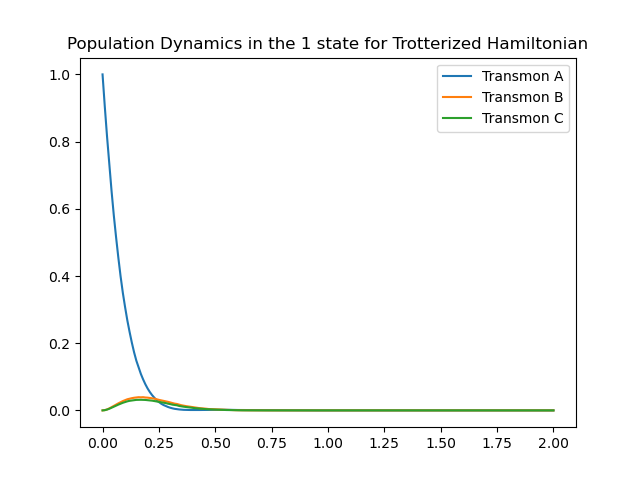 Population Dynamics in the 1 state for Trotterized Hamiltonian
Transmon A
Transmon B
Transmon C
1.0
0.8
0.6
0.4
0.2
0.0
0.00 0.25 0.50 0.75 1.00 1.25 1.50 1.75 2.00